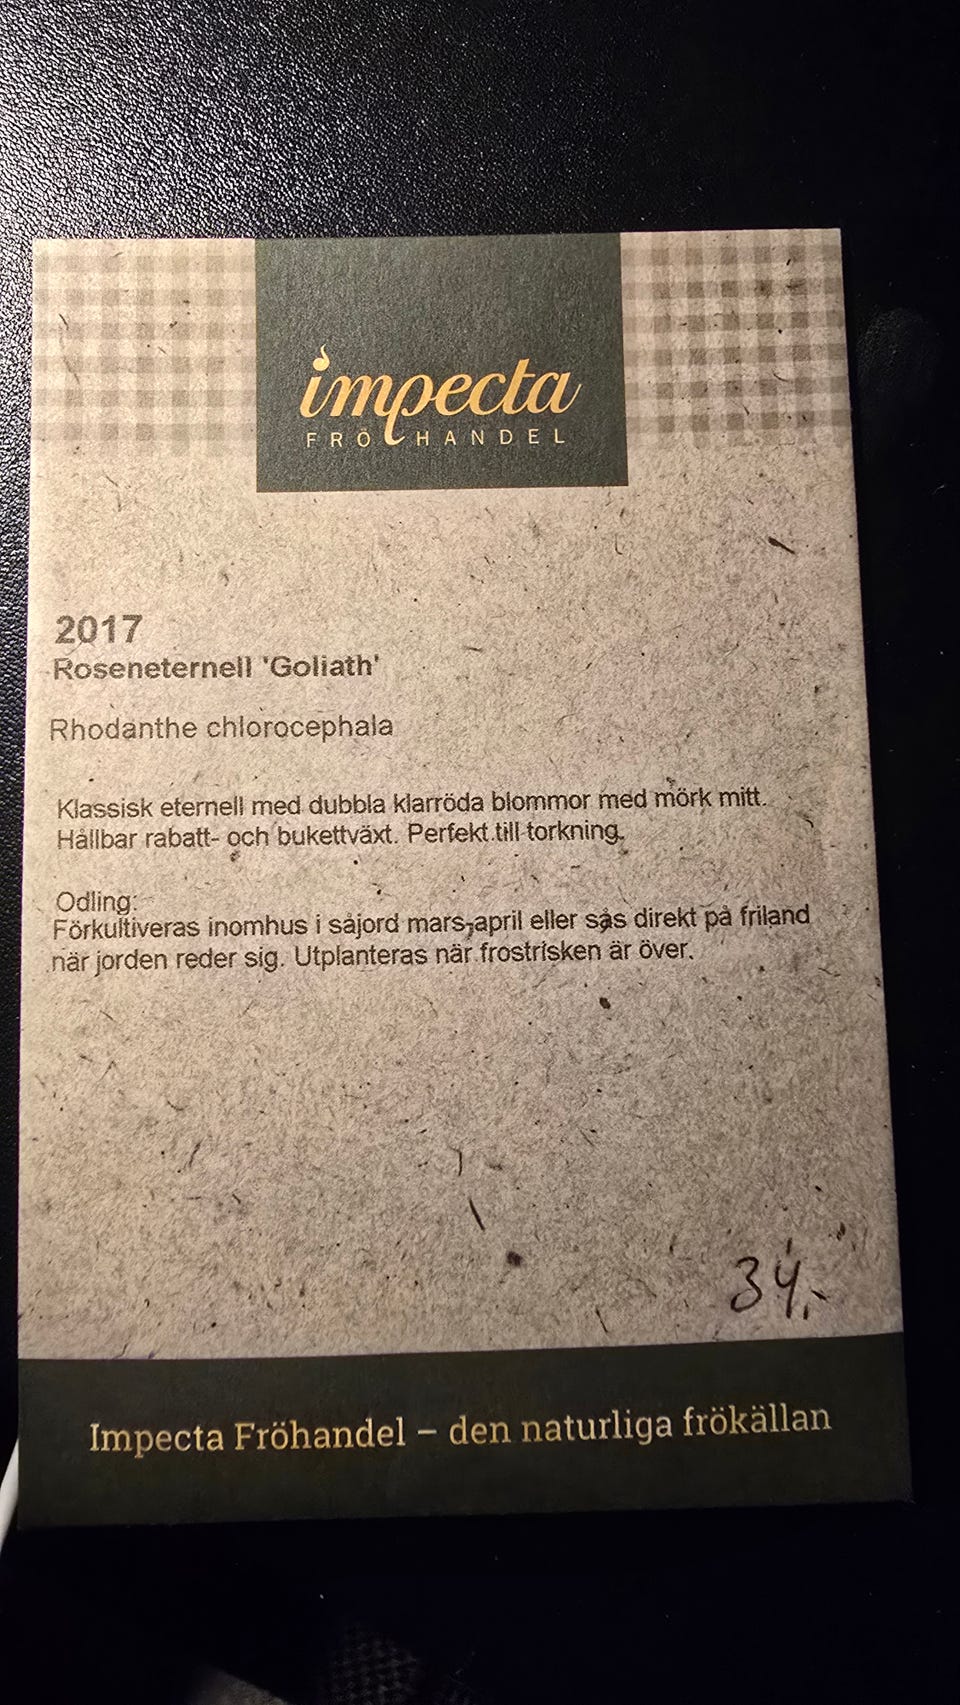 impecta
FRÖHANDEL
2017
Roseneternell 'Goliath'
Rhodanthe chlorocephala
Klassisk eternell med dubbla klarröda blommor med mörk mitt.
Hållbar rabatt- och bukettväxt. Perfekt till torkning.
Odling:
Förkultiveras inomhus i såjord mars-april eller sås direkt på friland
när jorden reder sig. Utplanteras när frostrisken är över.
34,-
Impecta Fröhandel – den naturliga frökällan